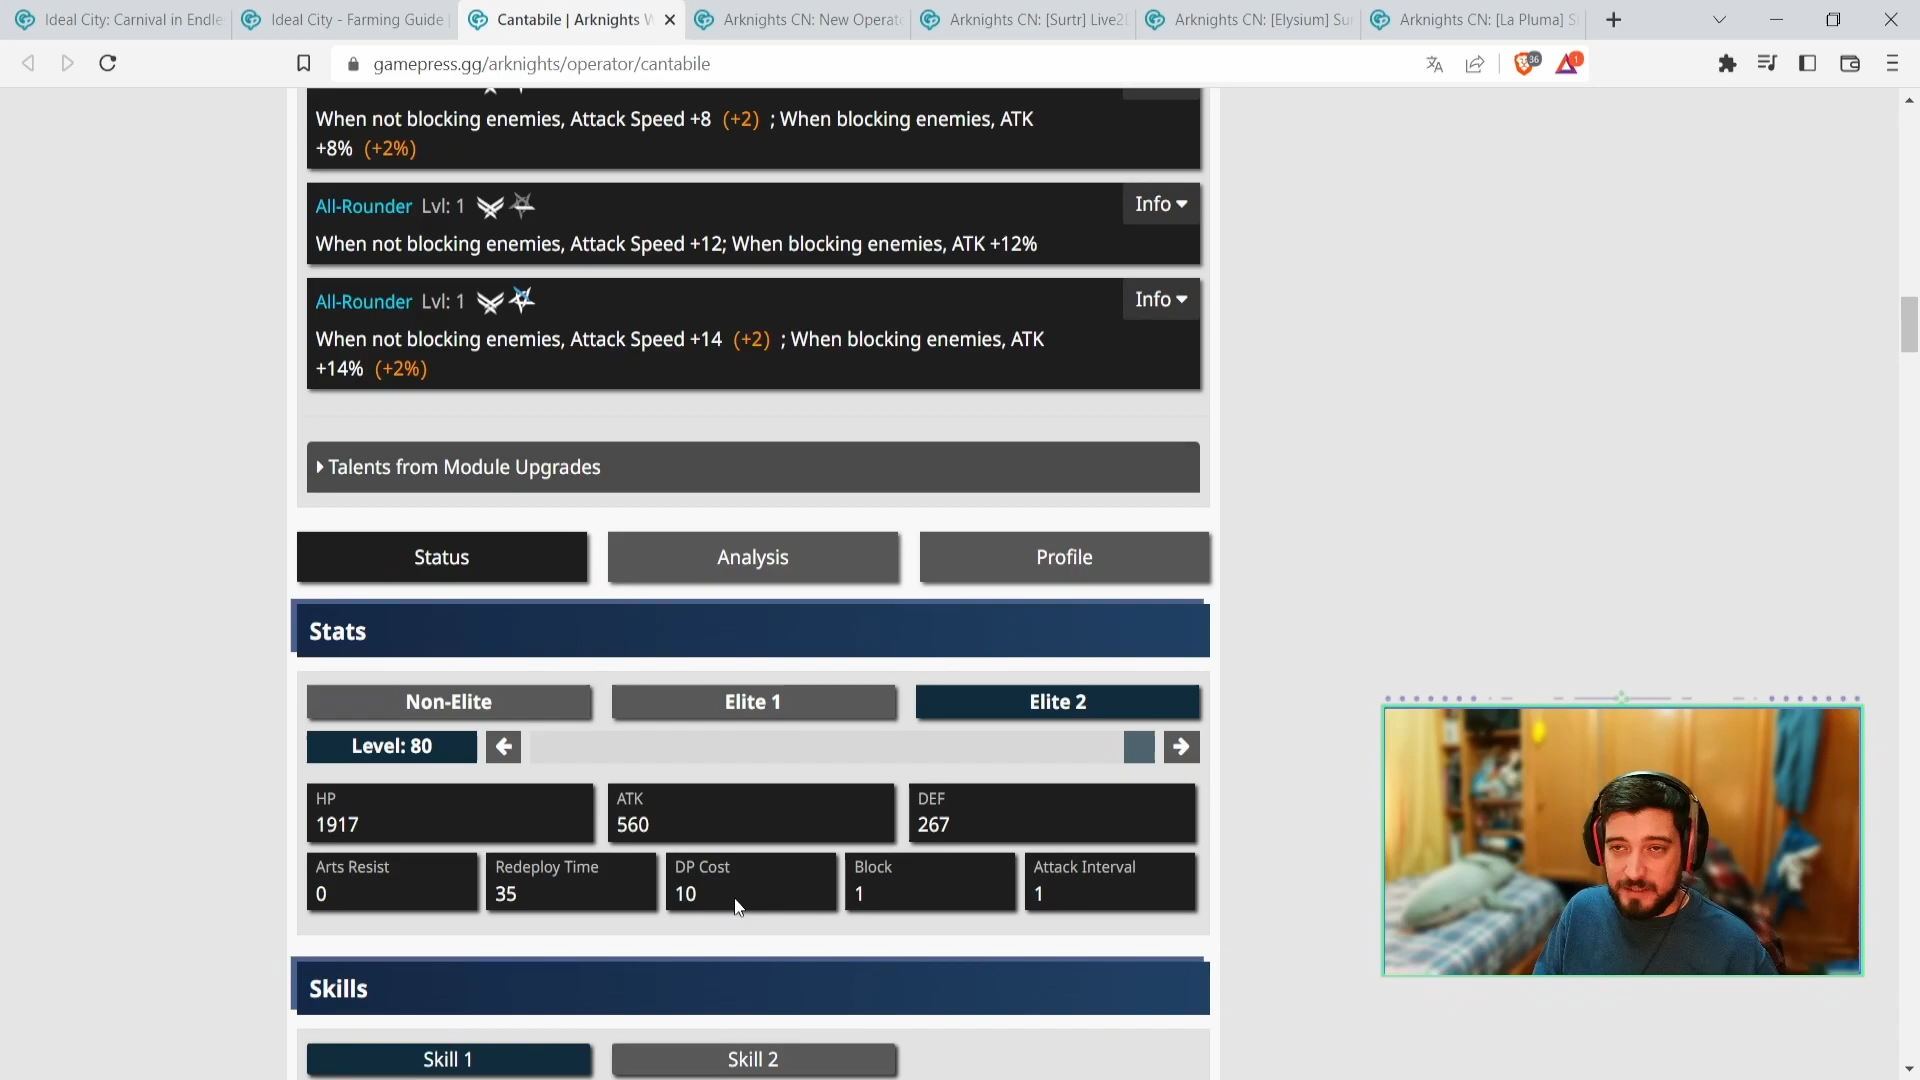 Ideal City: Carnival in Endle
Ideal City - Farming Guide
Cantabile | Arknights W
Arknights CN: New Operato
Arknights CN: [Surtr] Live2D
Arknights CN: [Elysium] Su
Arknights CN: [La Pluma] S
gamepress.gg/arknights/operator/cantabile
36
1
When not blocking enemies, Attack Speed +8 (+2) ; When blocking enemies, ATK
+8% (+2%)
All-Rounder Lvl: 1
Info
When not blocking enemies, Attack Speed +12; When blocking enemies, ATK +12%
All-Rounder Lvl: 1
Info
When not blocking enemies, Attack Speed +14 (+2) ; When blocking enemies, ATK
+14% (+2%)
Talents from Module Upgrades
Status
Analysis
Profile
Stats
Non-Elite
Elite 1
Elite 2
Level: 80
HP
1917
ATK
560
DEF
267
Arts Resist
0
Redeploy Time
35
DP Cost
10
Block
1
Attack Interval
1
Skills
Skill 1
Skill 2